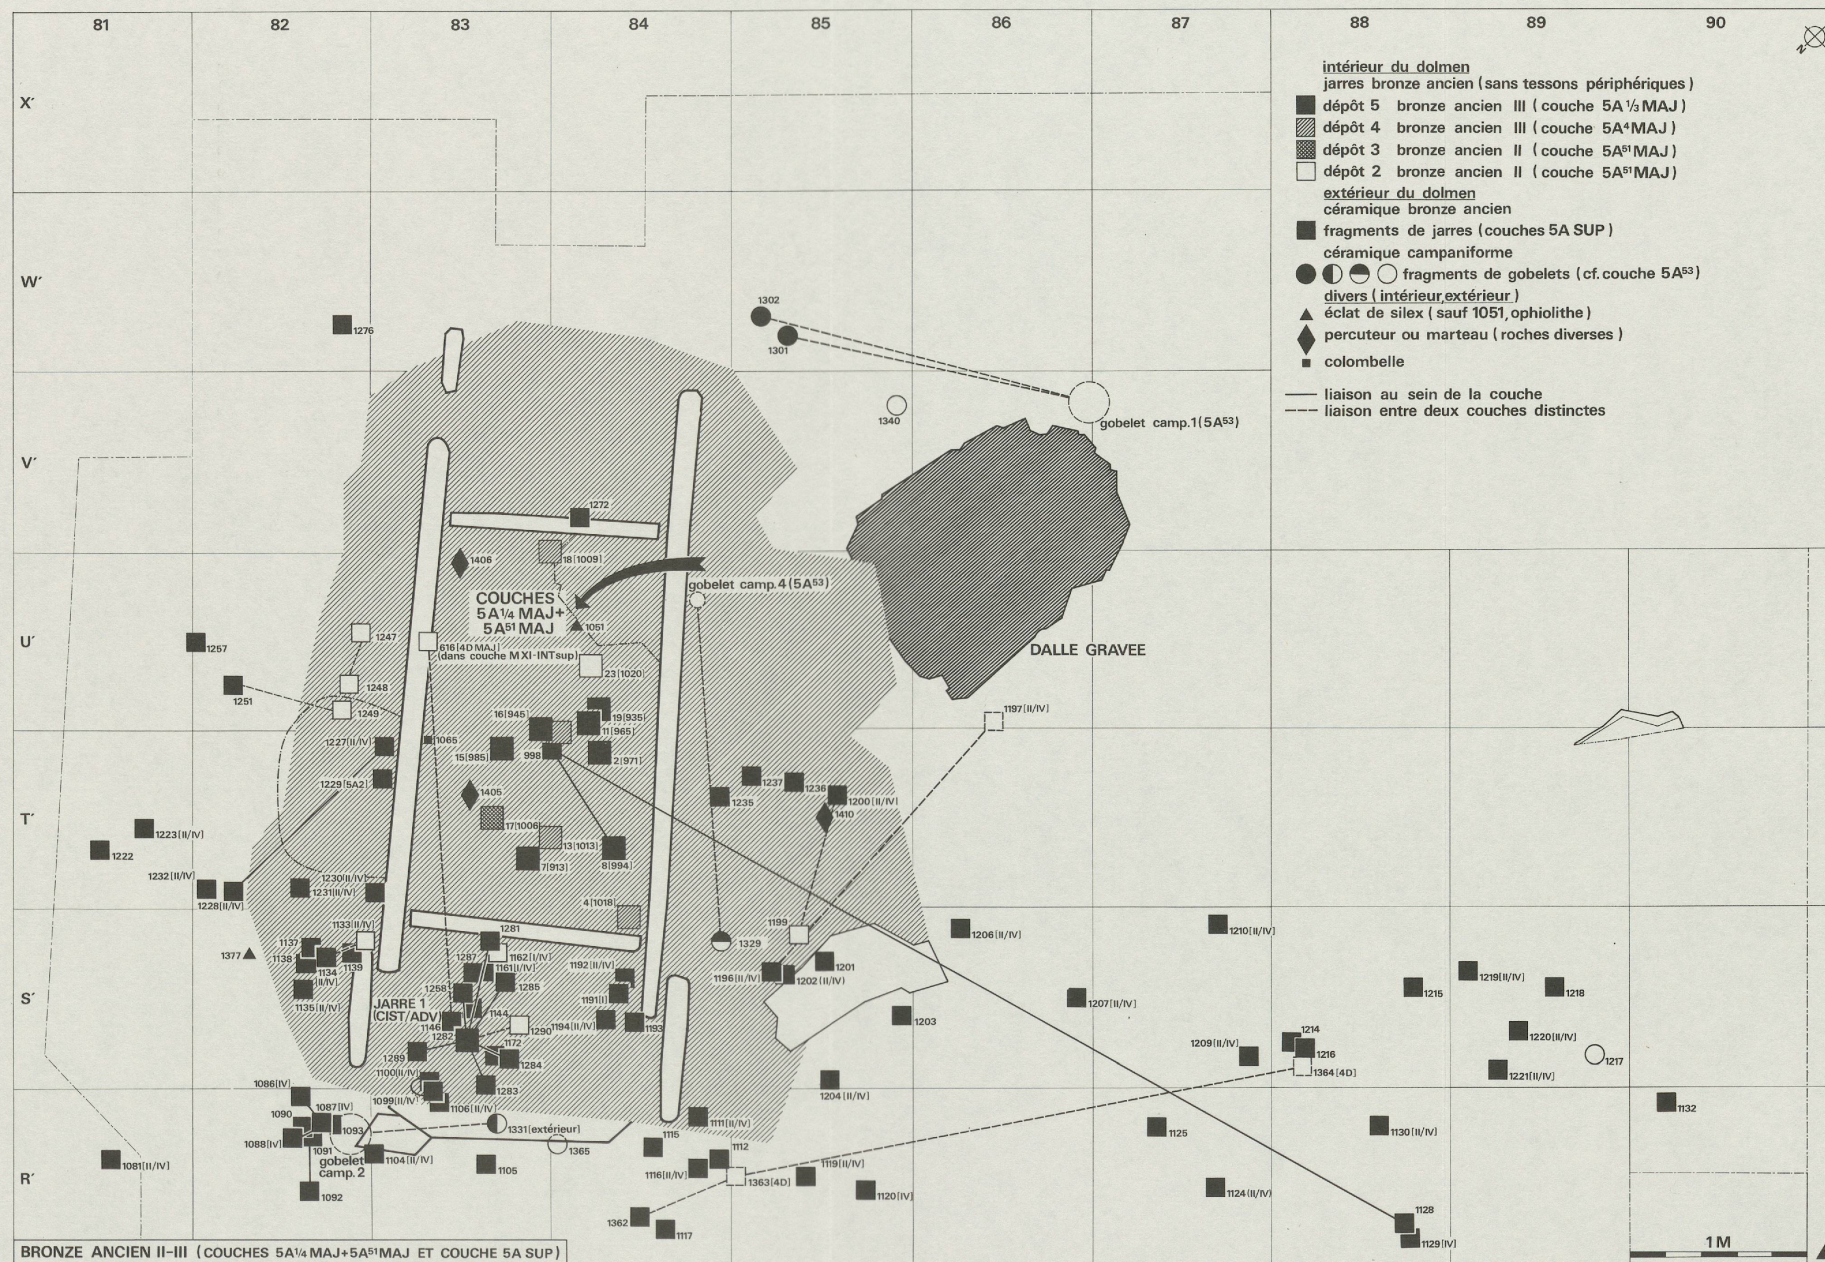 81 82 83 84 85 86 87 88 89 90
N
X′
W′
V′
U′
T′
S′
R′
intérieur du dolmen
jarres bronze ancien (sans tessons périphériques)
dépôt 5 bronze ancien III (couche 5A 1/3 MAJ)
dépôt 4 bronze ancien III (couche 5A⁴ MAJ)
dépôt 3 bronze ancien II (couche 5A⁵¹ MAJ)
dépôt 2 bronze ancien II (couche 5A⁵¹ MAJ)
extérieur du dolmen
céramique bronze ancien
fragments de jarres (couches 5A SUP)
céramique campaniforme
fragments de gobelets (cf. couche 5A⁵³)
divers (intérieur, extérieur)
éclat de silex (sauf 1051, ophiolithe)
percuteur ou marteau (roches diverses)
colombelle
liaison au sein de la couche
liaison entre deux couches distinctes
1302
1301
1276
1340
gobelet camp.1 (5A⁵³)
1272
1406
18[1009]
gobelet camp.4 (5A⁵³)
COUCHES
5A1/4 MAJ+
5A⁵¹ MAJ
1051
1247
616[4D MAJ]
(dans couche M XI-INT sup)
1257
DALLE GRAVEE
23[1020]
1248
1251
1249
1197[II/IV]
16[945]
19[935]
11[965]
1227[II/IV]
1065
15[985]
998
2[971]
1229[5A2]
1405
1237
1236
1235
1200[II/IV]
1410
17[1006]
1223[II/IV]
1222
13[1013]
7[913]
8[994]
1232[II/IV]
1230[II/IV]
1231[II/IV]
1228[II/IV]
4[1018]
1133[II/IV]
1199
1206[II/IV]
1210[II/IV]
1137
1281
1329
1377
1138
1134
[II/IV]
1139
1287
1162[I/IV]
1161[I/IV]
1192[II/IV]
1196[II/IV]
1202[II/IV]
1201
1219[II/IV]
1218
1215
1135[II/IV]
1258
1285
1191[I]
1207[II/IV]
JARRE 1
(CIST/ADV)
1144
1146
1290
1194[II/IV]
1193
1203
1282
1172
1214
1220[II/IV]
1289
1284
1209[II/IV]
1216
1217
1100[II/IV]
1364[4D]
1221[II/IV]
1086[IV]
1283
1204[II/IV]
1099[II/IV]
1106[II/IV]
1132
1087[IV]
1090
1093
1331[extérieur]
1111[II/IV]
1125
1130[II/IV]
1088[IV]
1091
1365
1115
1112
1081[II/IV]
gobelet
camp. 2
1104[II/IV]
1105
1116[II/IV]
1363[4D]
1119[II/IV]
1120[IV]
1124[II/IV]
1092
1362
1117
1128
1129[IV]
BRONZE ANCIEN II-III (COUCHES 5A1/4 MAJ+5A⁵¹MAJ ET COUCHE 5A SUP)
1 M